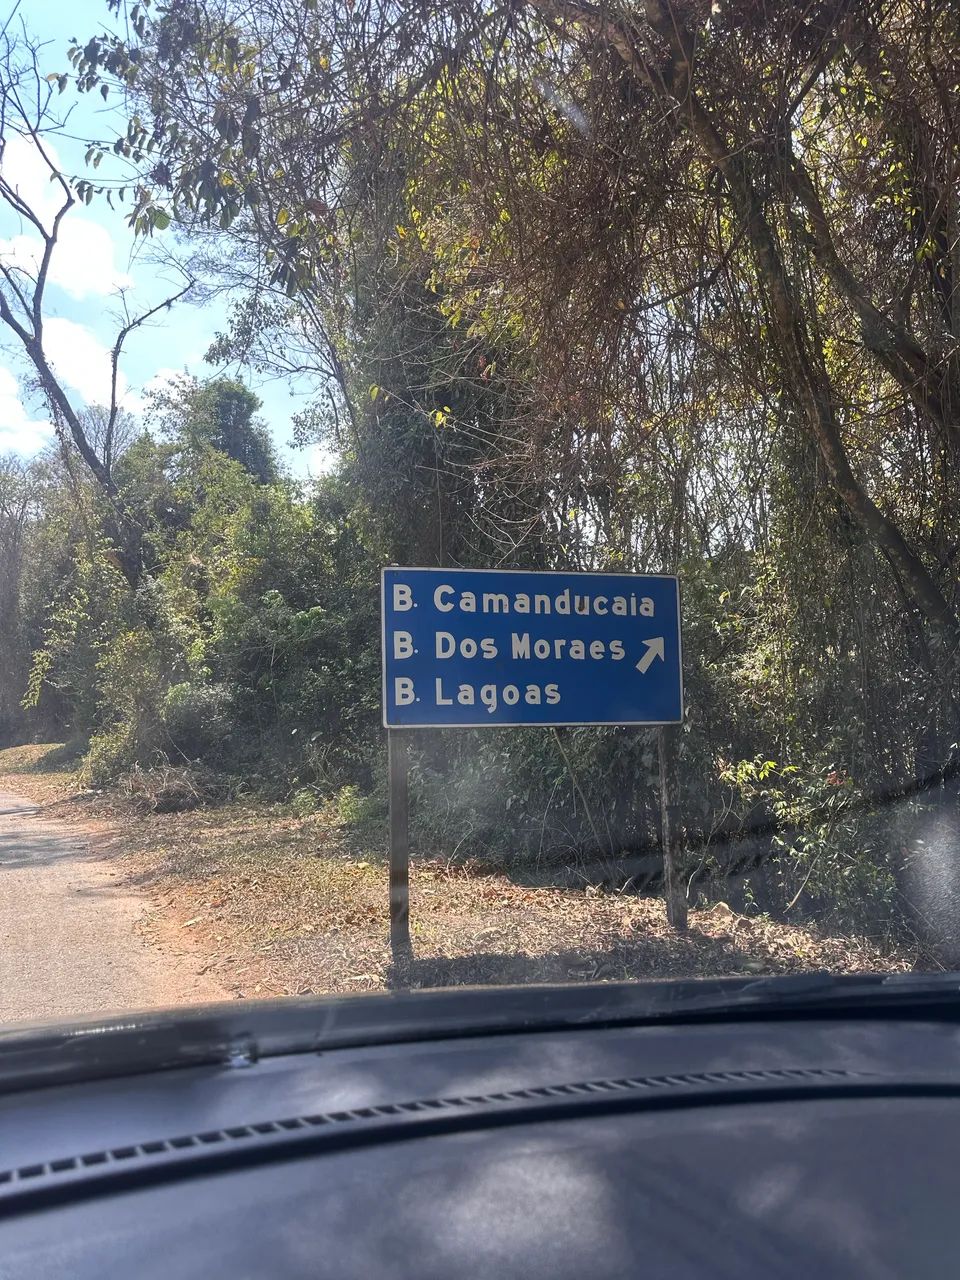 B. Camanducaia
B. Dos Moraes
B. Lagoas